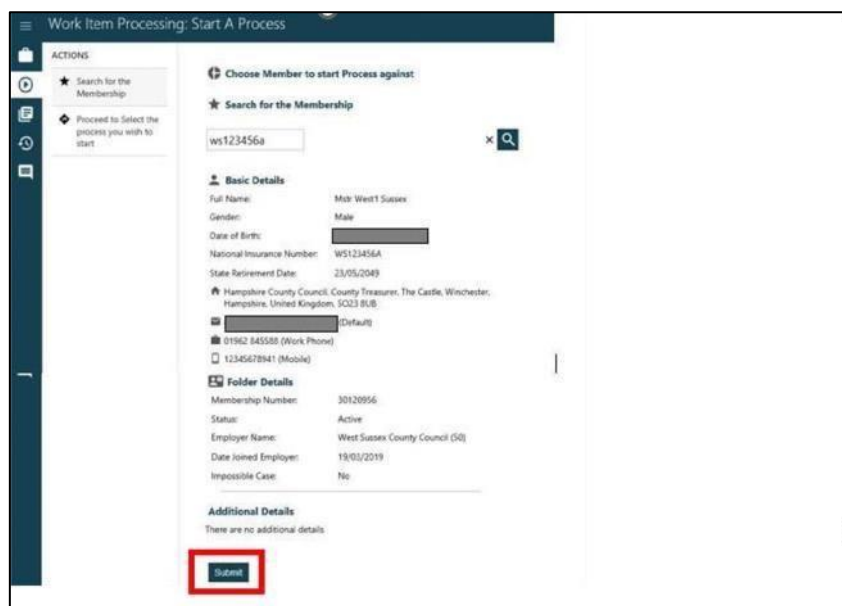 Work Item Processing: Start A Process
ACTIONS
Search for the
Membership
Proceed to Select the
process you wish to
start
Choose Member to start Process against
Search for the Membership
ws123456a
Basic Details
Full Name: Mstr West1 Sussex
Gender: Male
Date of Birth:
National Insurance Number: WS123456A
State Retirement Date: 23/05/2049
Hampshire County Council, County Treasurer, The Castle, Winchester,
Hampshire, United Kingdom, SO23 8UB
(Default)
01962 845588 (Work Phone)
12345678941 (Mobile)
Folder Details
Membership Number: 30120956
Status: Active
Employer Name: West Sussex County Council (50)
Date Joined Employer: 19/03/2019
Impossible Case: No
Additional Details
There are no additional details
Submit